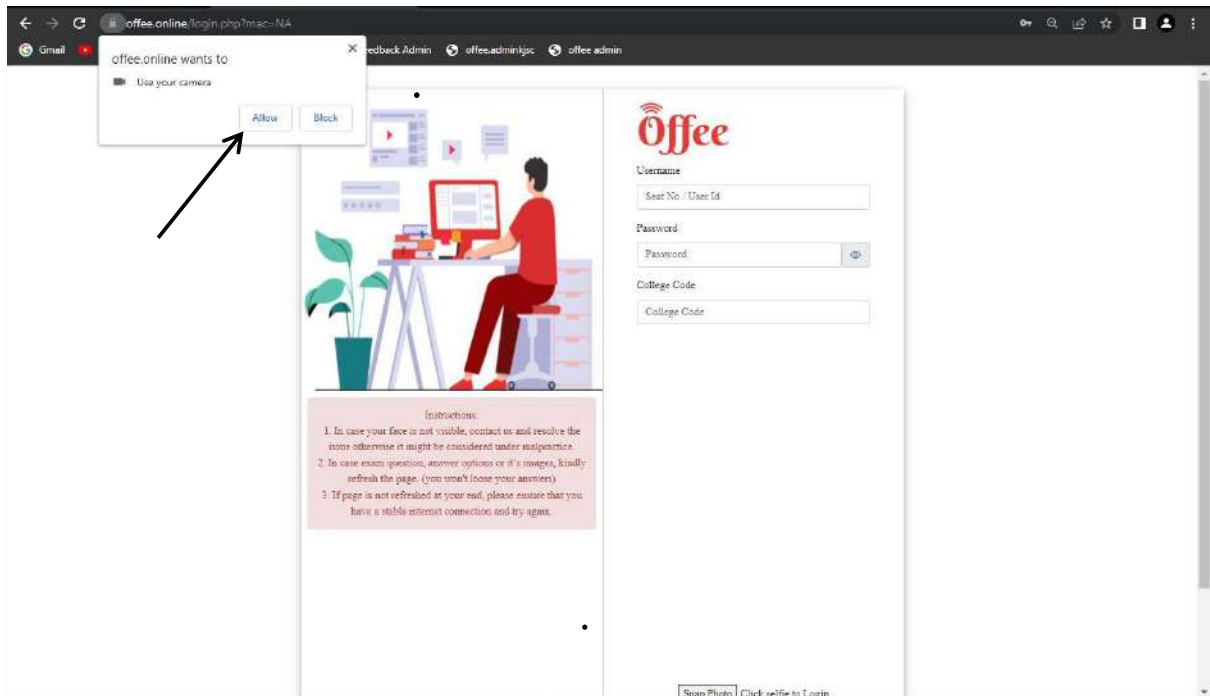 offee.online/login.php?mac=NA
Gmail
edback Admin
offee.adminkjsc
offee admin
offee.online wants to
Use your camera
Allow
Block
Offee
Username
Seat No / User Id
Password
Password
College Code
College Code
Instructions:
1. In case your face is not visible, contact us and resolve the
issue otherwise it might be considered under malpractice.
2. In case exam question, answer options or it's images, kindly
refresh the page. (you won't loose your answers)
3. If page is not refreshed at your end, please ensure that you
have a stable internet connection and try again.
Snap Photo Click selfie to Login